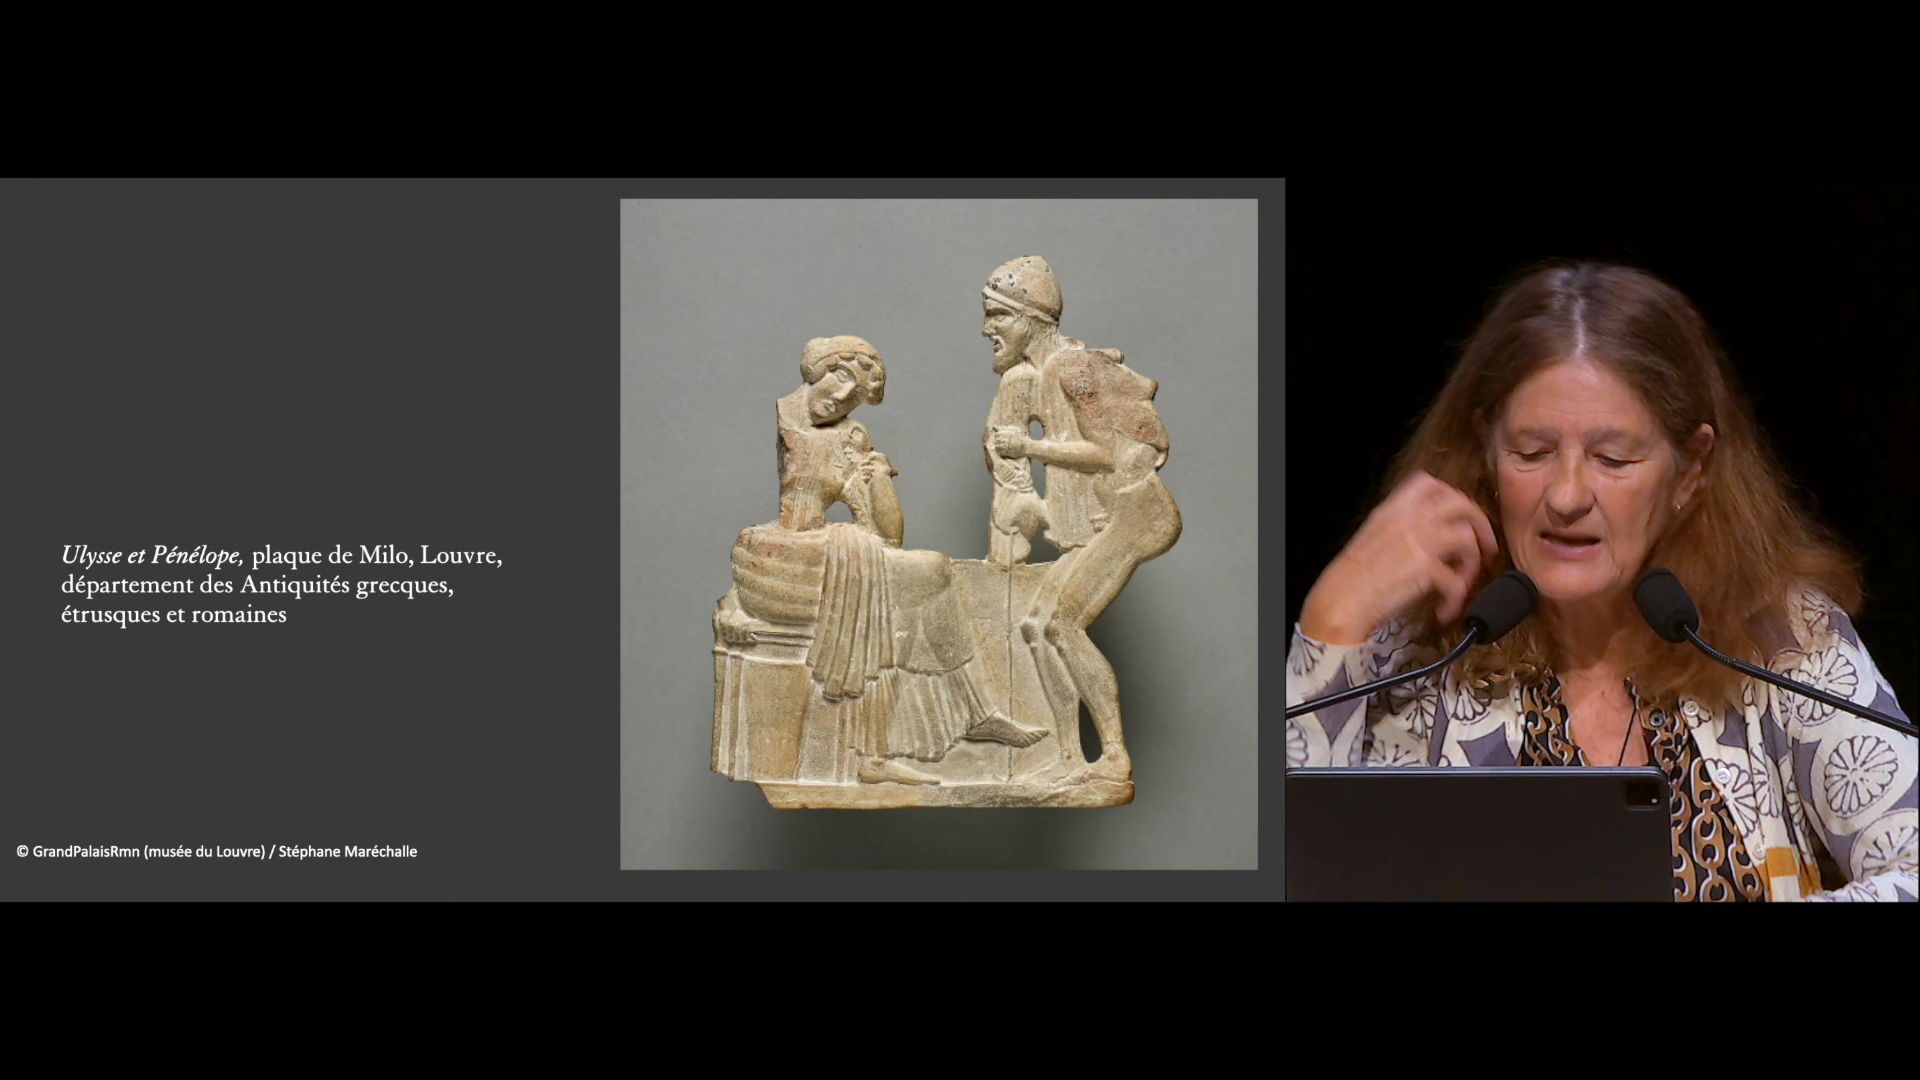 Ulysse et Pénélope, plaque de Milo, Louvre,
département des Antiquités grecques,
étrusques et romaines
© GrandPalaisRmn (musée du Louvre) / Stéphane Maréchalle